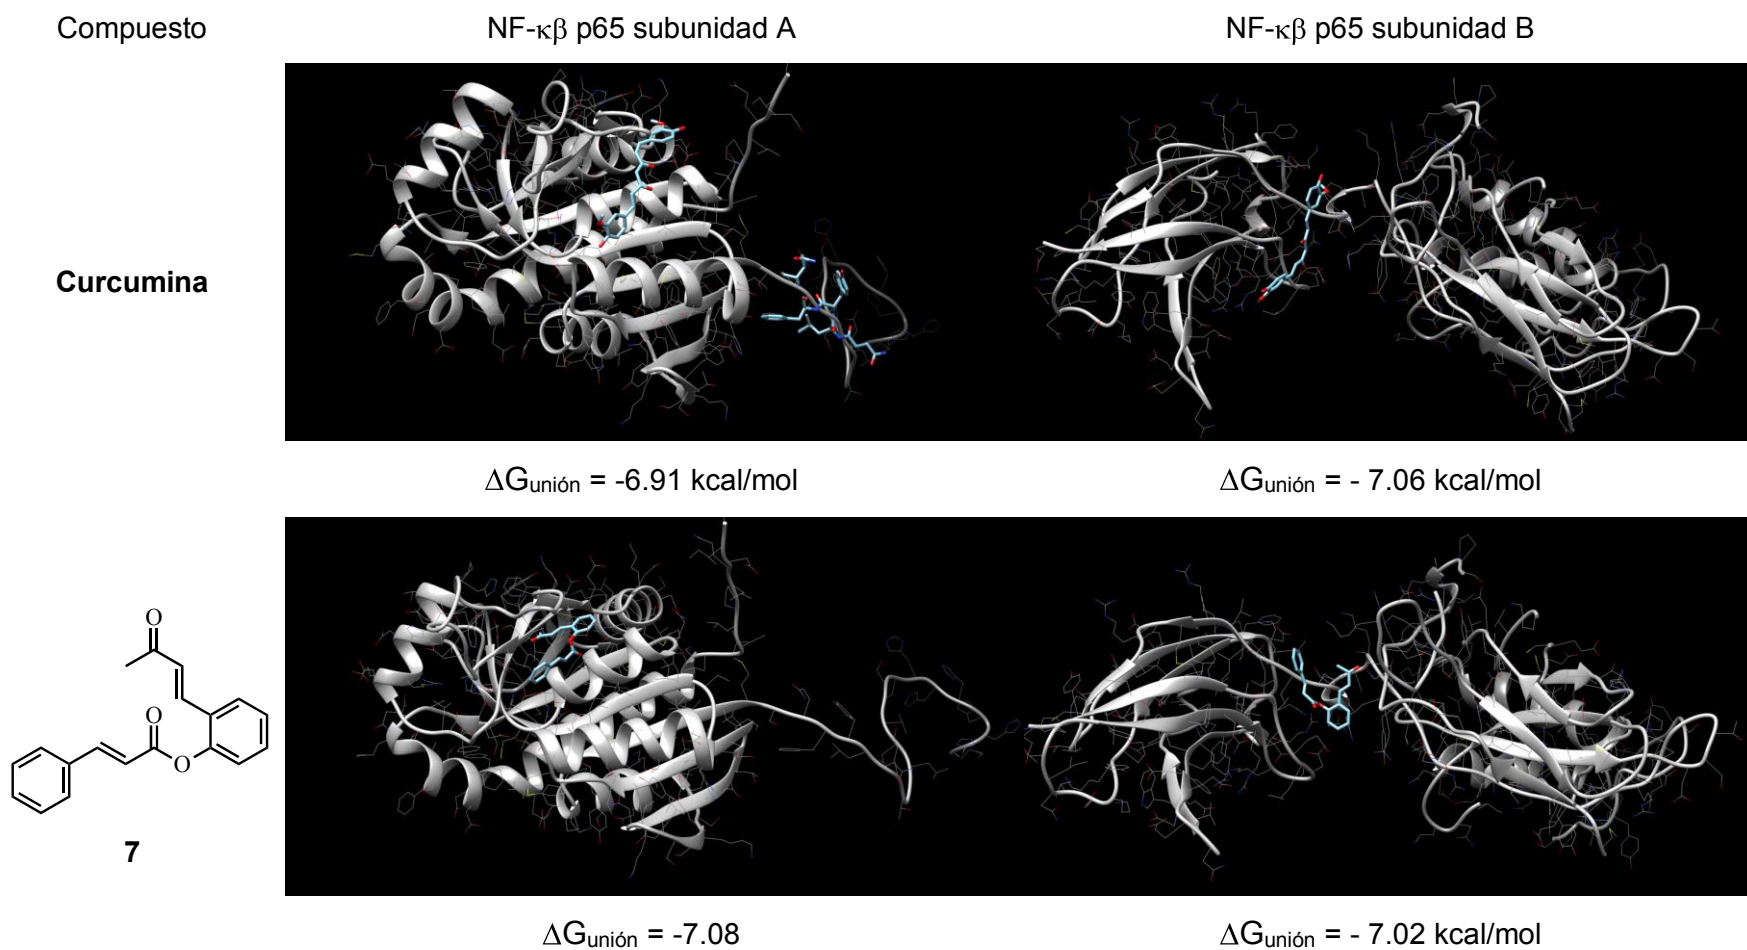 Compuesto NF-κβ p65 subunidad A NF-κβ p65 subunidad B
Curcumina
ΔGunión = -6.91 kcal/mol ΔGunión = - 7.06 kcal/mol
O
O
O
7
ΔGunión = -7.08 ΔGunión = - 7.02 kcal/mol